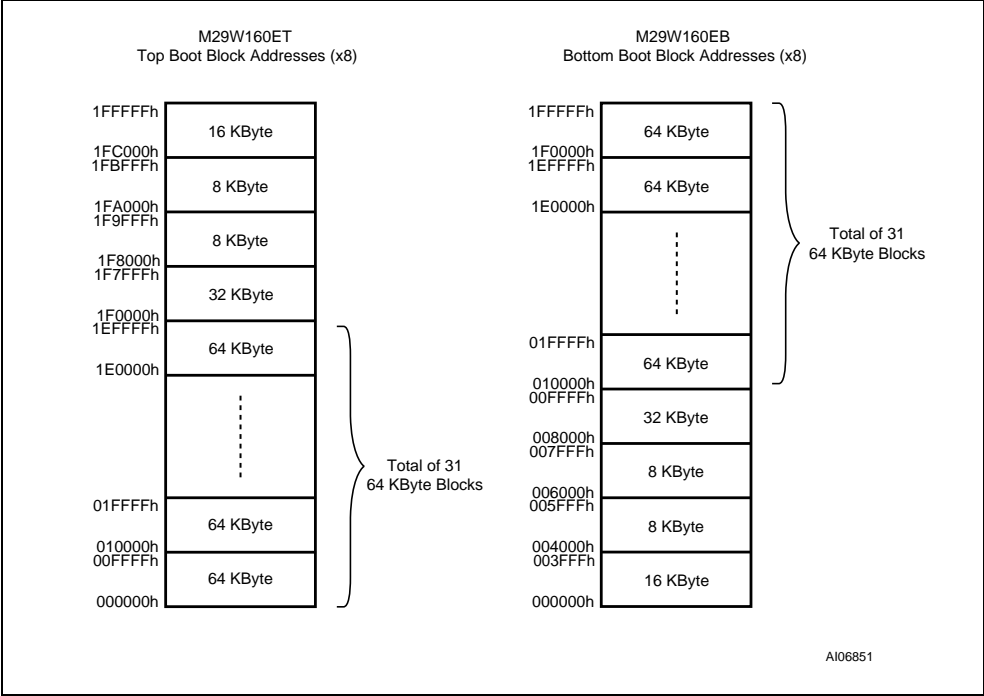 M29W160ET
Top Boot Block Addresses (x8)
1FFFFFh
16 KByte
1FC000h
1FBFFFh
8 KByte
1FA000h
1F9FFFh
8 KByte
1F8000h
1F7FFFh
32 KByte
1F0000h
1EFFFFh
64 KByte
1E0000h
Total of 31
64 KByte Blocks
01FFFFh
64 KByte
010000h
00FFFFh
64 KByte
000000h
M29W160EB
Bottom Boot Block Addresses (x8)
1FFFFFh
64 KByte
1F0000h
1EFFFFh
64 KByte
1E0000h
Total of 31
64 KByte Blocks
01FFFFh
64 KByte
010000h
00FFFFh
32 KByte
008000h
007FFFh
8 KByte
006000h
005FFFh
8 KByte
004000h
003FFFh
16 KByte
000000h
AI06851